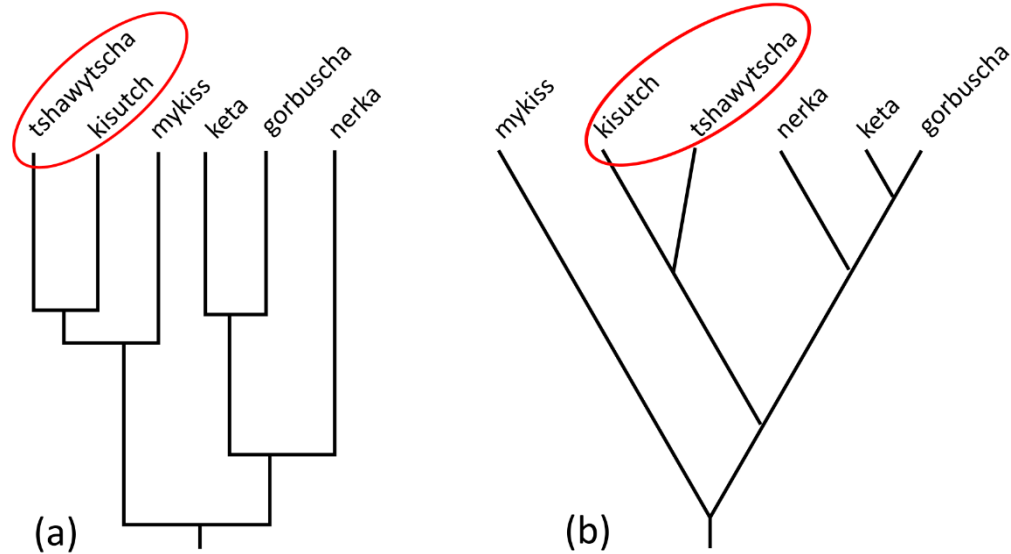 tshawytscha
kisutch
mykiss
keta
gorbuscha
nerka
(a)
mykiss
kisutch
tshawytscha
nerka
keta
gorbuscha
(b)